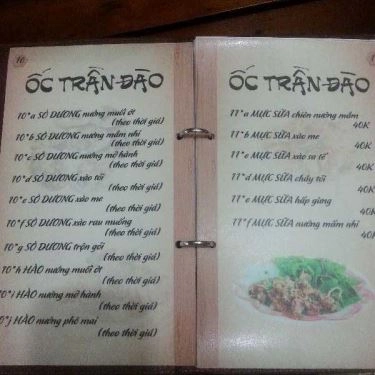 10
ỐC TRẦN ĐÀO
10*a SÒ DƯƠNG nướng muối ớt
(theo thời giá)
10*b SÒ DƯƠNG nướng mắm nhí
(theo thời giá)
10*c SÒ DƯƠNG nướng mỡ hành
(theo thời giá)
10*d SÒ DƯƠNG xào tỏi
(theo thời giá)
10*e SÒ DƯƠNG xào me
(theo thời giá)
10*f SÒ DƯƠNG xào rau muống
(theo thời giá)
10*g SÒ DƯƠNG trộn gỏi
(theo thời giá)
10*h HÀO nướng muối ớt
(theo thời giá)
10*i HÀO nướng mỡ hành
(theo thời giá)
10*j HÀO nướng phô mai
(theo thời giá)
ỐC TRẦN ĐÀO
11*a MỰC SỮA chiên nướng mắm
40K
11*b MỰC SỮA xào me
40K
11*c MỰC SỮA xào sa tế
40K
11*d MỰC SỮA cháy tỏi
40K
11*e MỰC SỮA hấp gừng
40K
11*f MỰC SỮA nướng mắm nhí
40K